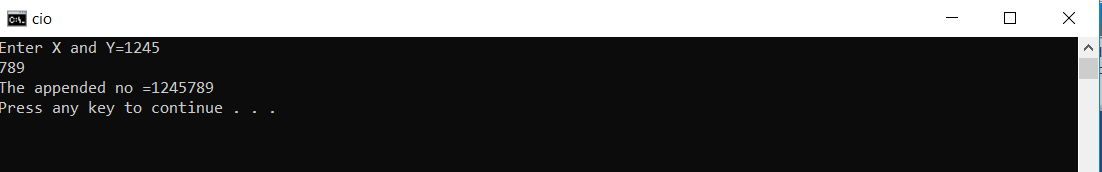 cio
Enter X and Y=1245
789
The appended no =1245789
Press any key to continue . . .